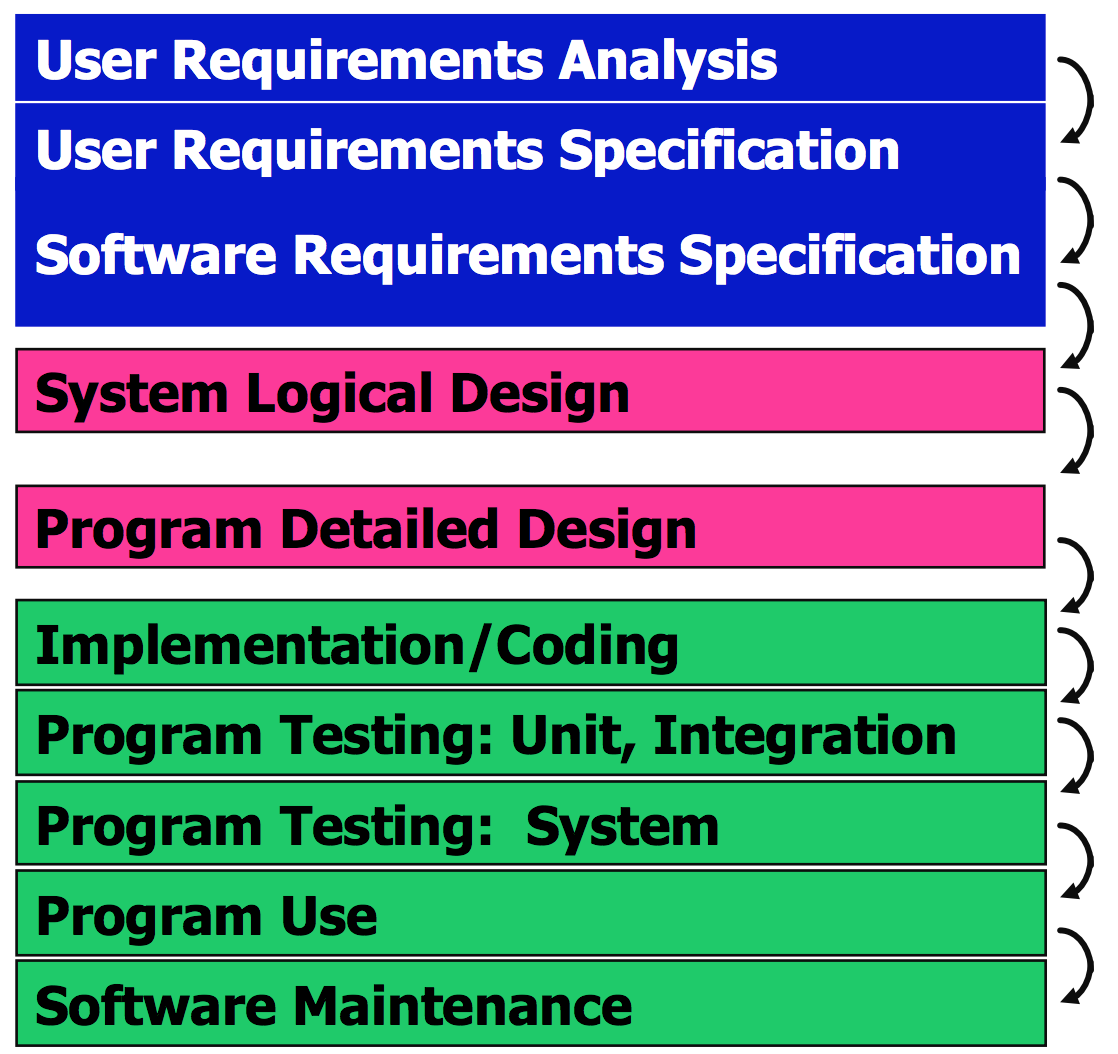 User Requirements Analysis
User Requirements Specification
Software Requirements Specification
System Logical Design
Program Detailed Design
Implementation/Coding
Program Testing: Unit, Integration
Program Testing:  System
Program Use
Software Maintenance